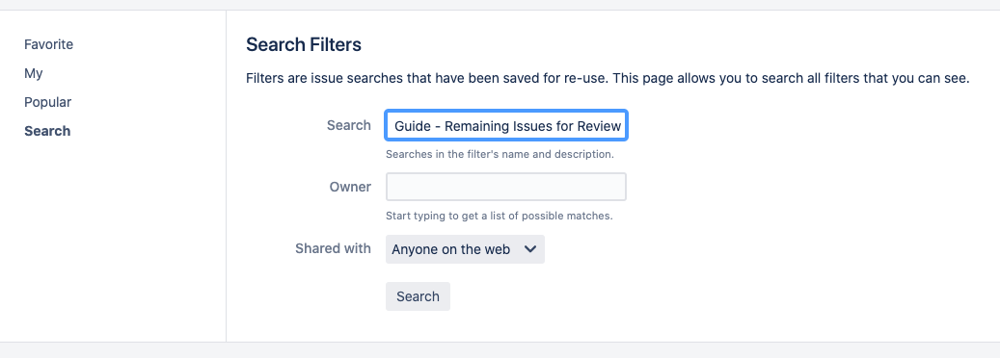 Favorite
My
Popular
Search
Search Filters
Filters are issue searches that have been saved for re-use. This page allows you to search all filters that you can see.
Search
Guide - Remaining Issues for Review
Searches in the filter's name and description.
Owner
Start typing to get a list of possible matches.
Shared with
Anyone on the web
Search